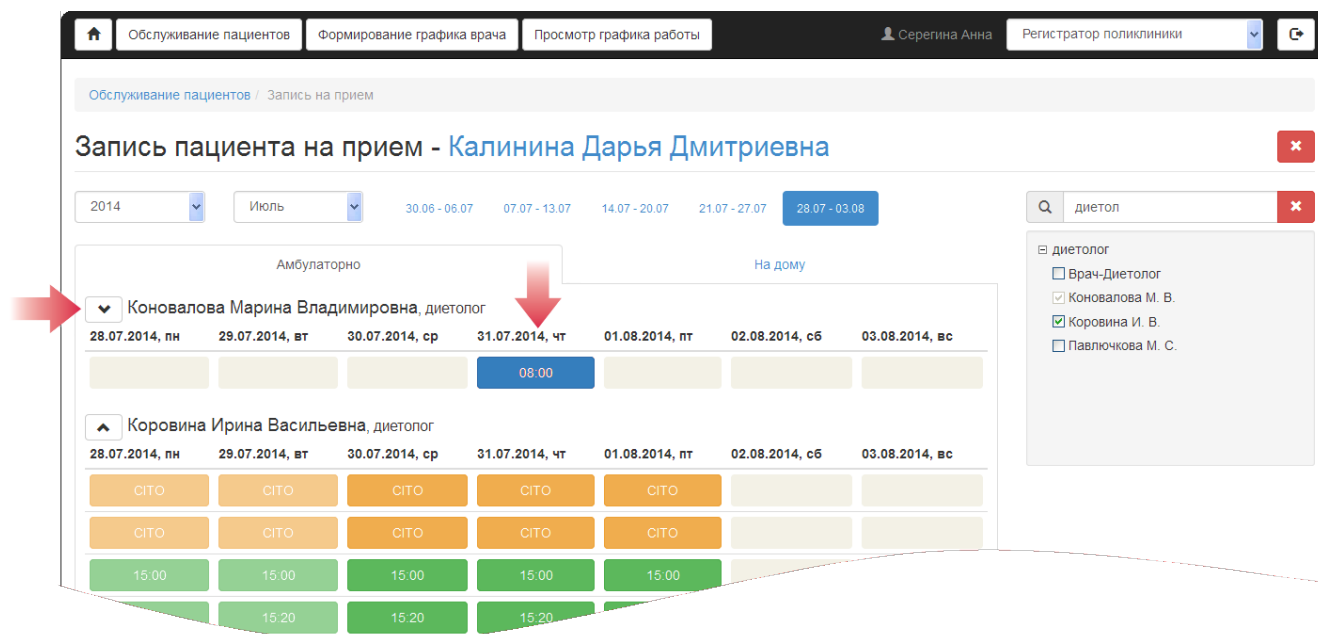 Обслуживание пациентов Формирование графика врача Просмотр графика работы Серегина Анна Регистратор поликлиники
Обслуживание пациентов / Запись на прием
Запись пациента на прием - Калинина Дарья Дмитриевна
2014 Июль 30.06 - 06.07 07.07 - 13.07 14.07 - 20.07 21.07 - 27.07 28.07 - 03.08
диетол
Амбулаторно На дому
диетолог
Врач-Диетолог
Коновалова М. В.
Коровина И. В.
Павлючкова М. С.
Коновалова Марина Владимировна, диетолог
28.07.2014, пн 29.07.2014, вт 30.07.2014, ср 31.07.2014, чт 01.08.2014, пт 02.08.2014, сб 03.08.2014, вс
08:00
Коровина Ирина Васильевна, диетолог
28.07.2014, пн 29.07.2014, вт 30.07.2014, ср 31.07.2014, чт 01.08.2014, пт 02.08.2014, сб 03.08.2014, вс
CITO CITO CITO CITO CITO
CITO CITO CITO CITO CITO
15:00 15:00 15:00 15:00 15:00
15:20 15:20 15:20